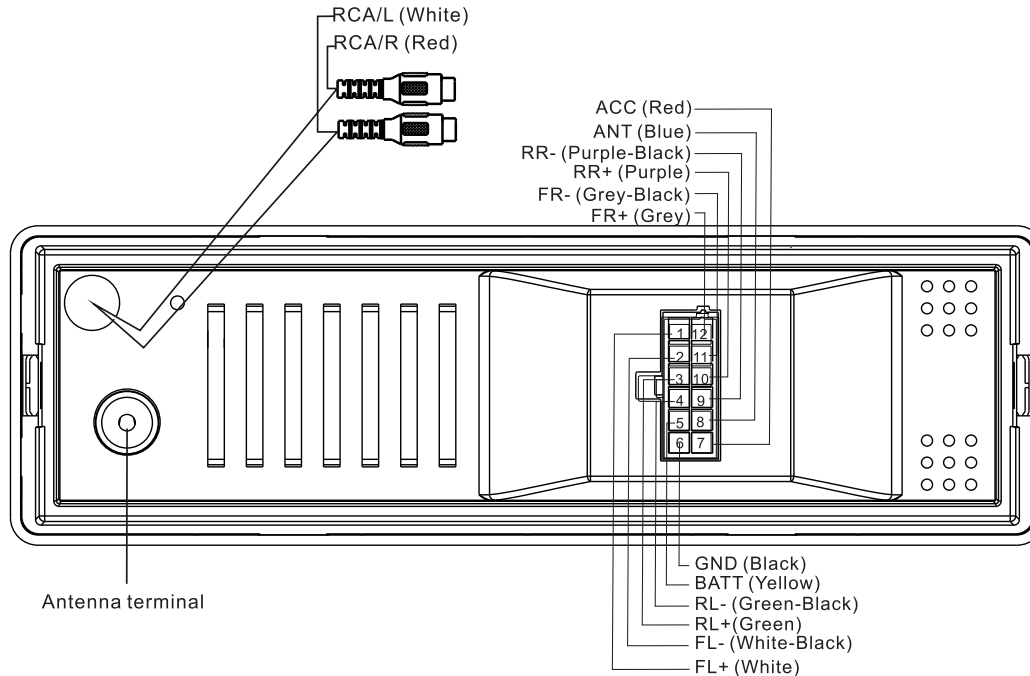 RCA/L (White)
RCA/R (Red)
ACC (Red)
ANT (Blue)
RR- (Purple-Black)
RR+ (Purple)
FR- (Grey-Black)
FR+ (Grey)
1 12
2 11
3 10
4 9
5 8
6 7
GND (Black)
BATT (Yellow)
RL- (Green-Black)
RL+(Green)
FL- (White-Black)
FL+ (White)
Antenna terminal